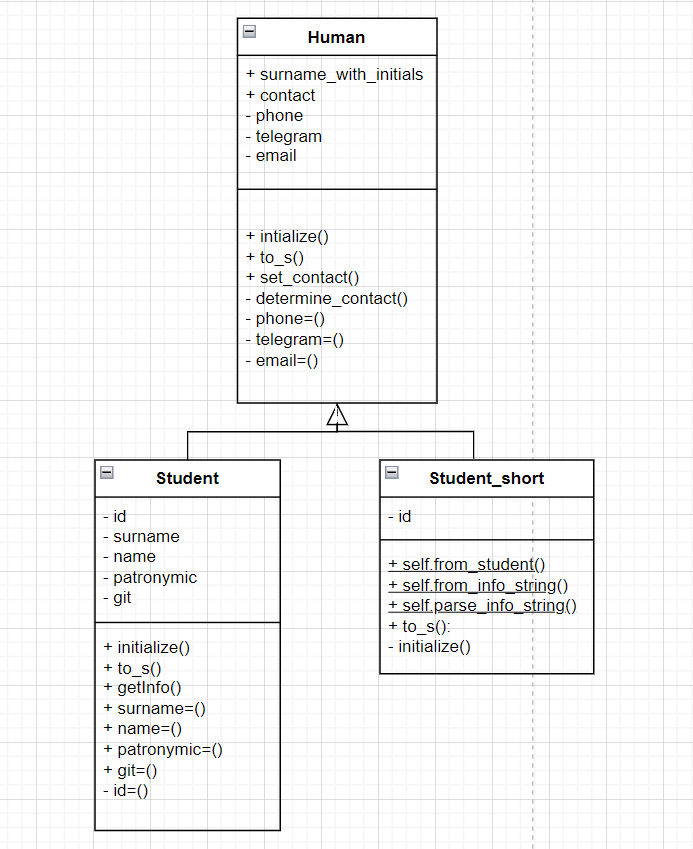 Human
+ surname_with_initials
+ contact
- phone
- telegram
- email
+ intialize()
+ to_s()
+ set_contact()
- determine_contact()
- phone=()
- telegram=()
- email=()
Student
- id
- surname
- name
- patronymic
- git
+ initialize()
+ to_s()
+ getInfo()
+ surname=()
+ name=()
+ patronymic=()
+ git=()
- id=()
Student_short
- id
+ self.from_student()
+ self.from_info_string()
+ self.parse_info_string()
+ to_s():
- initialize()